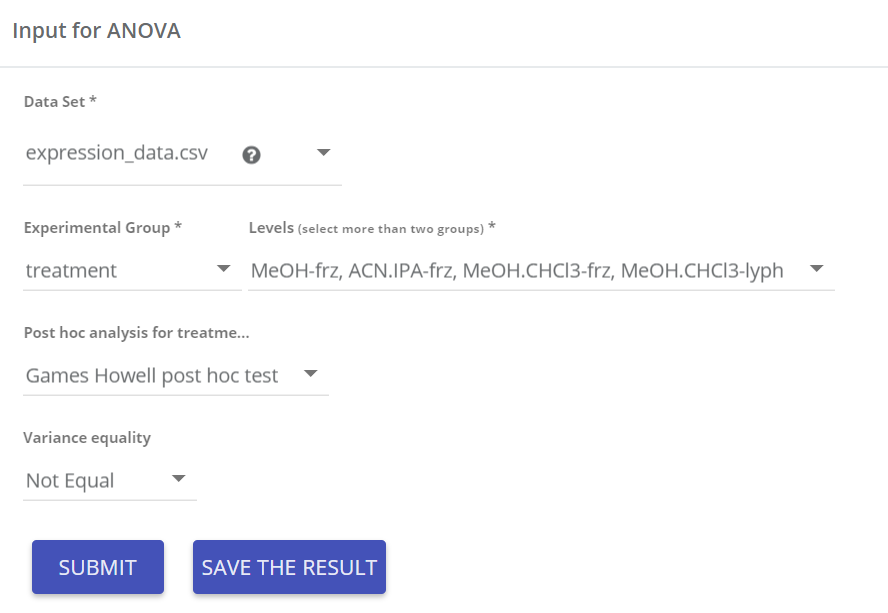 Input for ANOVA
Data Set *
expression_data.csv ?
Experimental Group * Levels (select more than two groups) *
treatment MeOH-frz, ACN.IPA-frz, MeOH.CHCl3-frz, MeOH.CHCl3-lyph
Post hoc analysis for treatme...
Games Howell post hoc test
Variance equality
Not Equal
SUBMIT SAVE THE RESULT